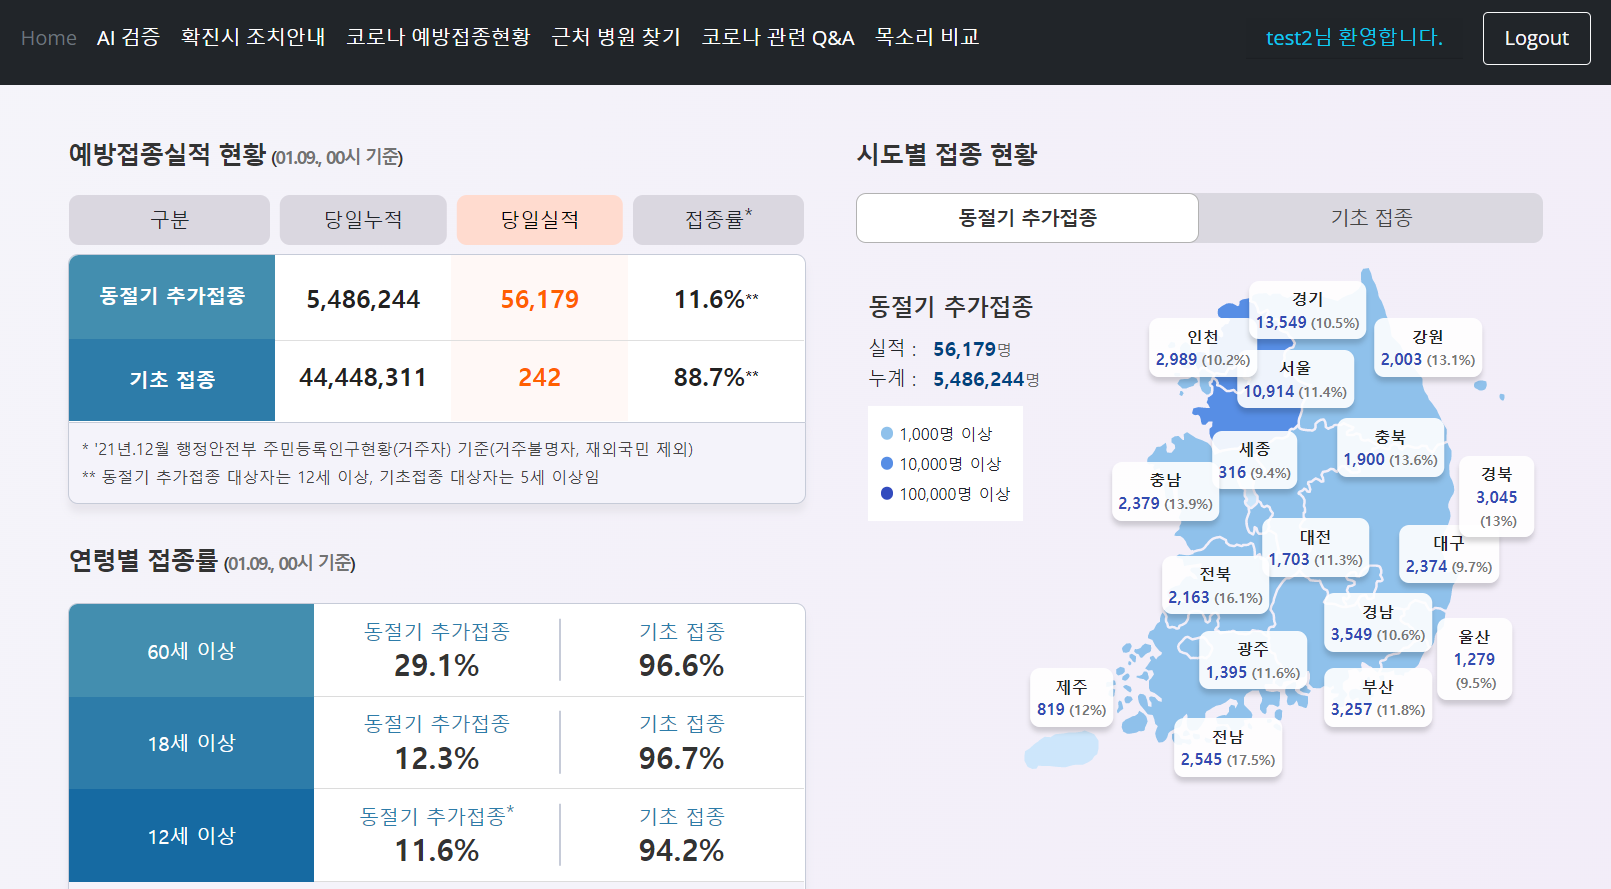 Home AI 검증 확진시 조치안내 코로나 예방접종현황 근처 병원 찾기 코로나 관련 Q&A 목소리 비교 test2님 환영합니다. Logout
예방접종실적 현황 (01.09., 00시 기준)
구분 당일누적 당일실적 접종률*
동절기 추가접종 5,486,244 56,179 11.6%**
기초 접종 44,448,311 242 88.7%**
* '21년.12월 행정안전부 주민등록인구현황(거주자) 기준(거주불명자, 재외국민 제외)
** 동절기 추가접종 대상자는 12세 이상, 기초접종 대상자는 5세 이상임
연령별 접종률 (01.09., 00시 기준)
60세 이상
동절기 추가접종 기초 접종
29.1% 96.6%
18세 이상
동절기 추가접종 기초 접종
12.3% 96.7%
12세 이상
동절기 추가접종* 기초 접종
11.6% 94.2%
시도별 접종 현황
동절기 추가접종 기초 접종
동절기 추가접종
실적 : 56,179명
누계 : 5,486,244명
1,000명 이상
10,000명 이상
100,000명 이상
경기
13,549 (10.5%)
인천
2,989 (10.2%)
강원
2,003 (13.1%)
서울
10,914 (11.4%)
충북
1,900 (13.6%)
세종
316 (9.4%)
경북
3,045
(13%)
충남
2,379 (13.9%)
대전
1,703 (11.3%)
대구
2,374 (9.7%)
전북
2,163 (16.1%)
경남
3,549 (10.6%)
울산
1,279
(9.5%)
광주
1,395 (11.6%)
제주
819 (12%)
부산
3,257 (11.8%)
전남
2,545 (17.5%)